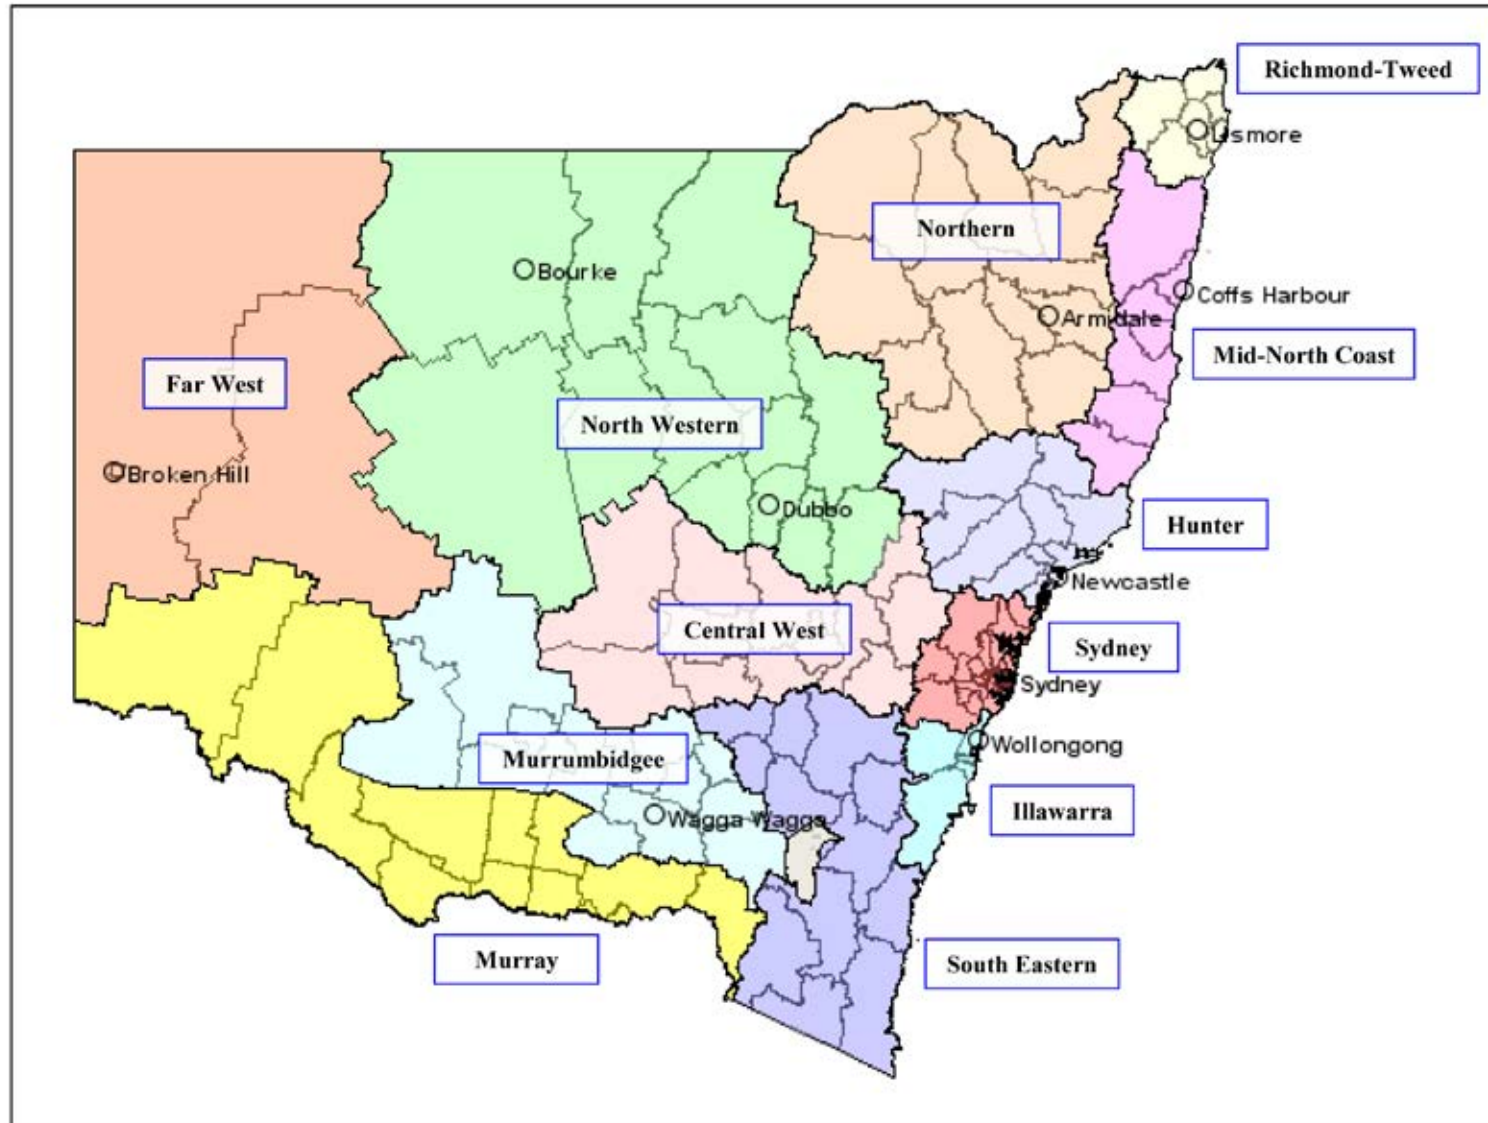 Richmond-Tweed
Lismore
Northern
Bourke
Coffs Harbour
Armidale
Mid-North Coast
Far West
North Western
Broken Hill
Dubbo
Hunter
Newcastle
Central West
Sydney
Sydney
Wollongong
Murrumbidgee
Illawarra
Wagga Wagga
Murray
South Eastern